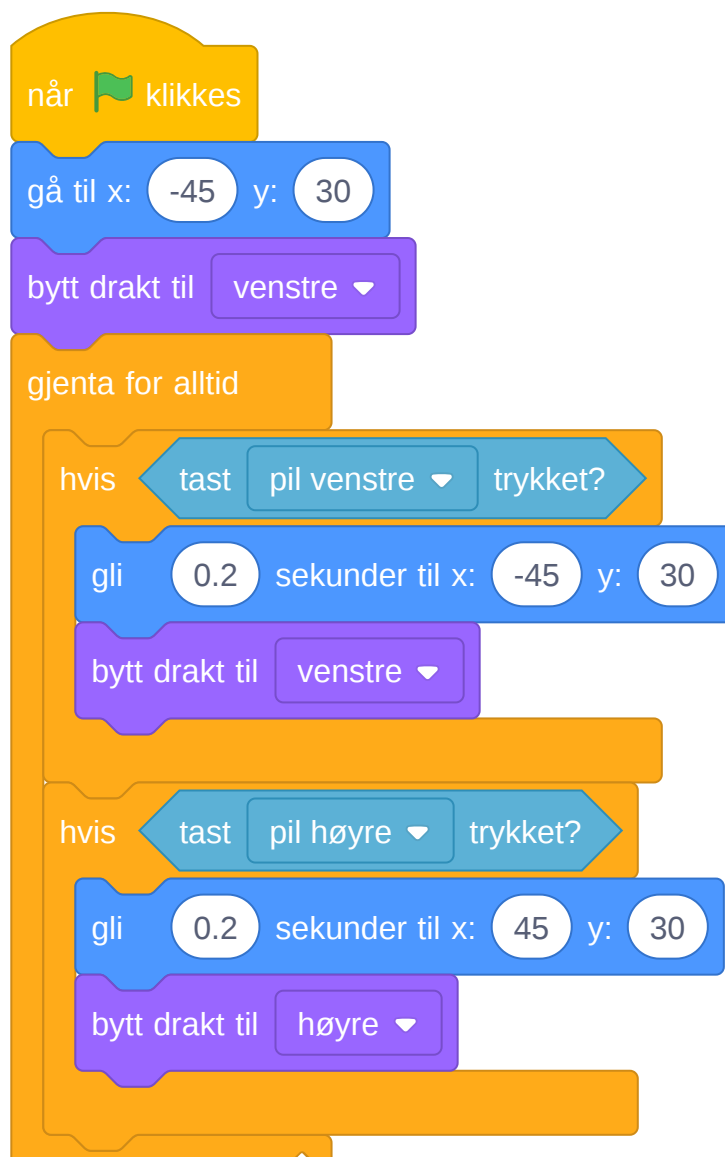 når klikkes
gå til x: -45 y: 30
bytt drakt til venstre
gjenta for alltid
hvis tast pil venstre trykket?
gli 0.2 sekunder til x: -45 y: 30
bytt drakt til venstre
hvis tast pil høyre trykket?
gli 0.2 sekunder til x: 45 y: 30
bytt drakt til høyre